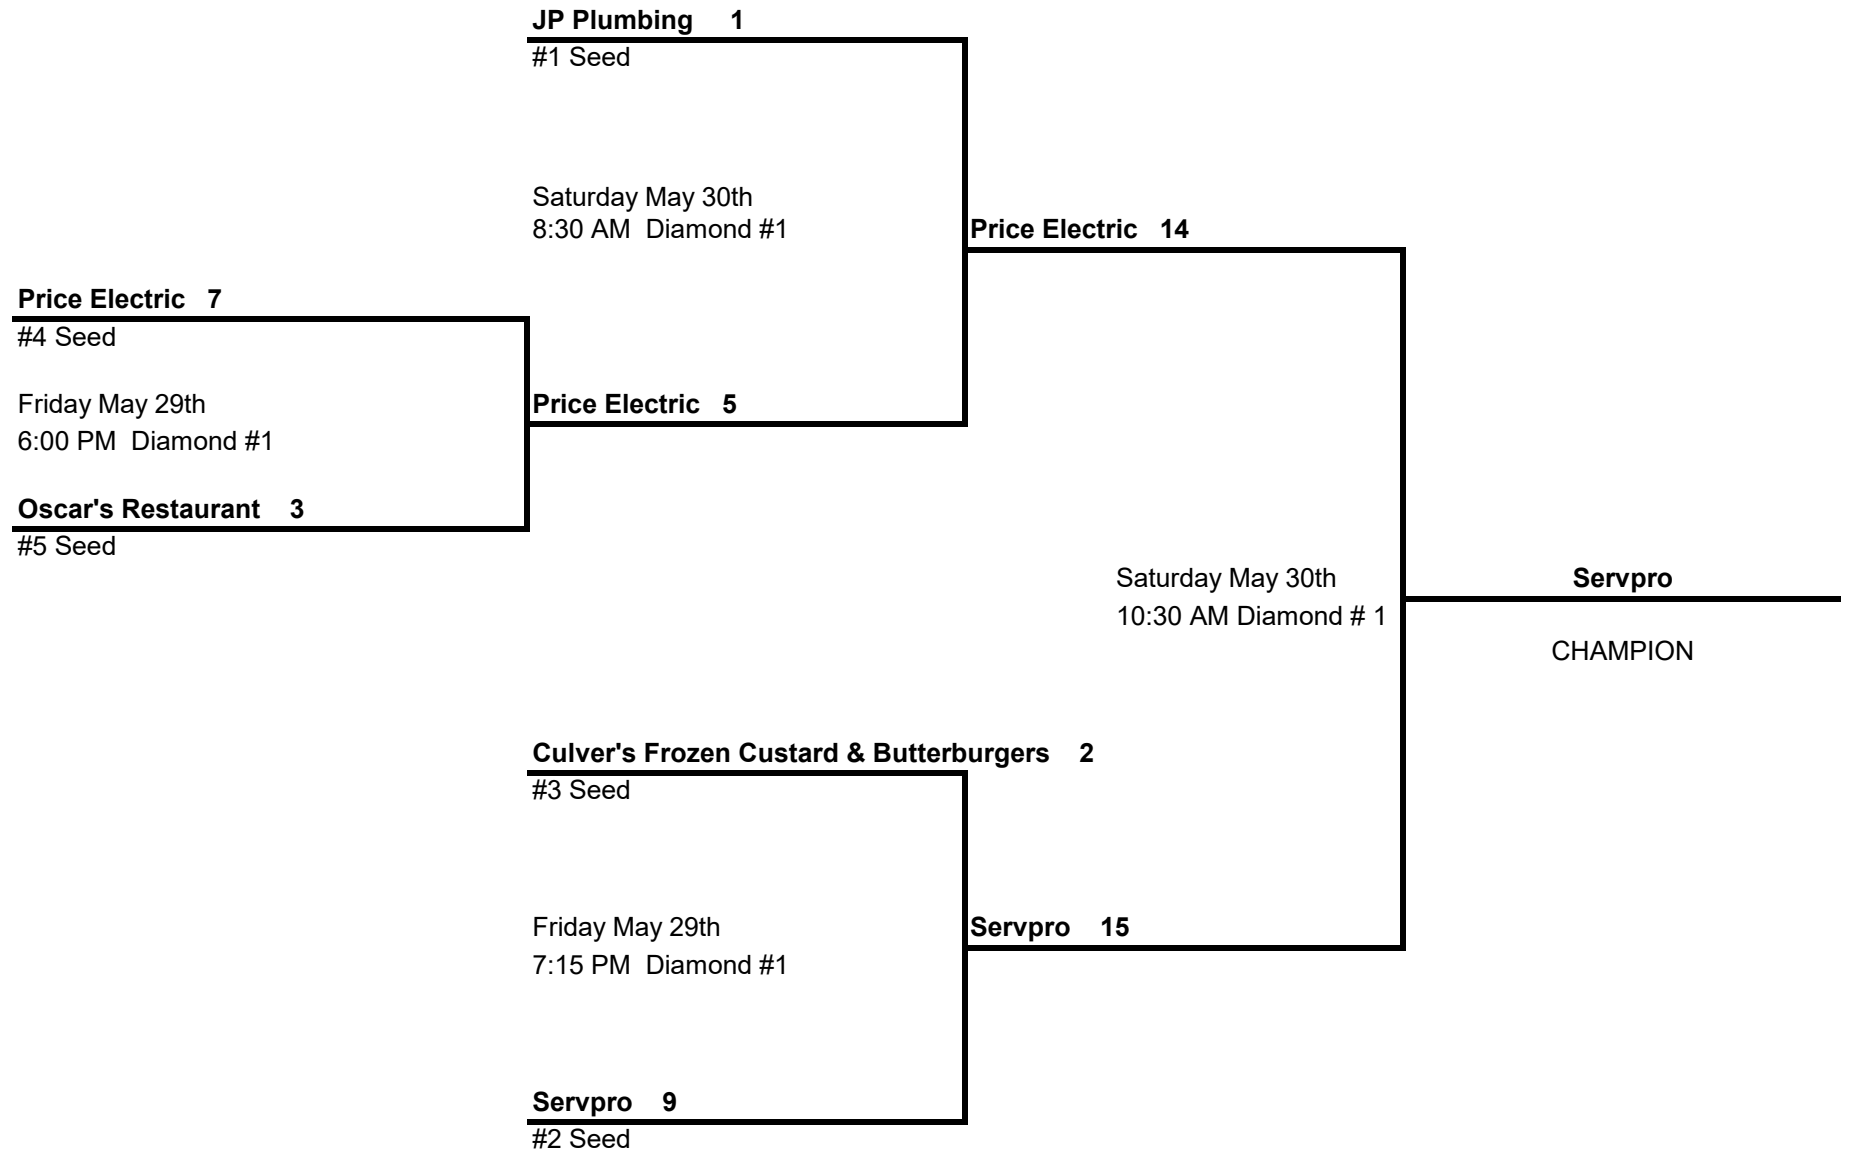 JP Plumbing 1
#1 Seed
Saturday May 30th
8:30 AM Diamond #1
Price Electric 14
Price Electric 7
#4 Seed
Friday May 29th
6:00 PM Diamond #1
Price Electric 5
Oscar's Restaurant 3
#5 Seed
Saturday May 30th
10:30 AM Diamond # 1
Servpro
CHAMPION
Culver's Frozen Custard & Butterburgers 2
#3 Seed
Friday May 29th
7:15 PM Diamond #1
Servpro 15
Servpro 9
#2 Seed